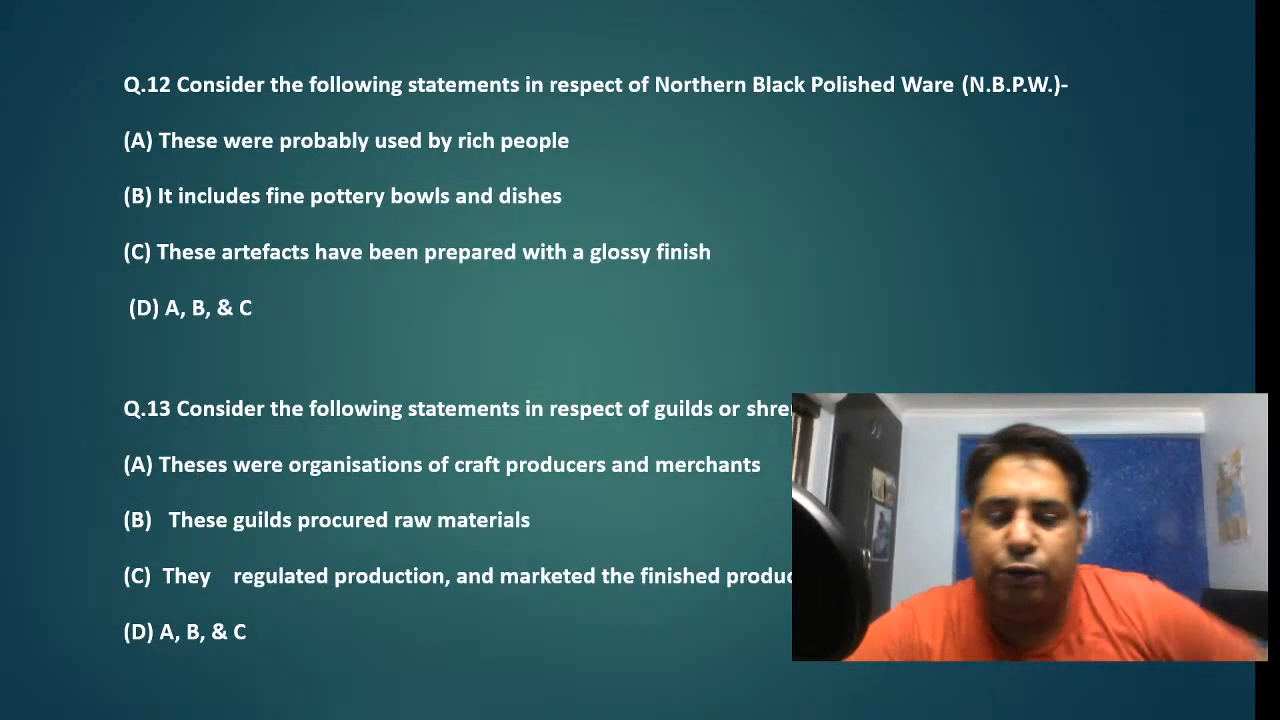 Q.12 Consider the following statements in respect of Northern Black Polished Ware (N.B.P.W.)-
(A) These were probably used by rich people
(B) It includes fine pottery bowls and dishes
(C) These artefacts have been prepared with a glossy finish
(D) A, B, & C
Q.13 Consider the following statements in respect of guilds or
(A) Theses were organisations of craft producers and merchants
(B) These guilds procured raw materials
(C) They regulated production, and marketed the finished
(D) A, B, & C